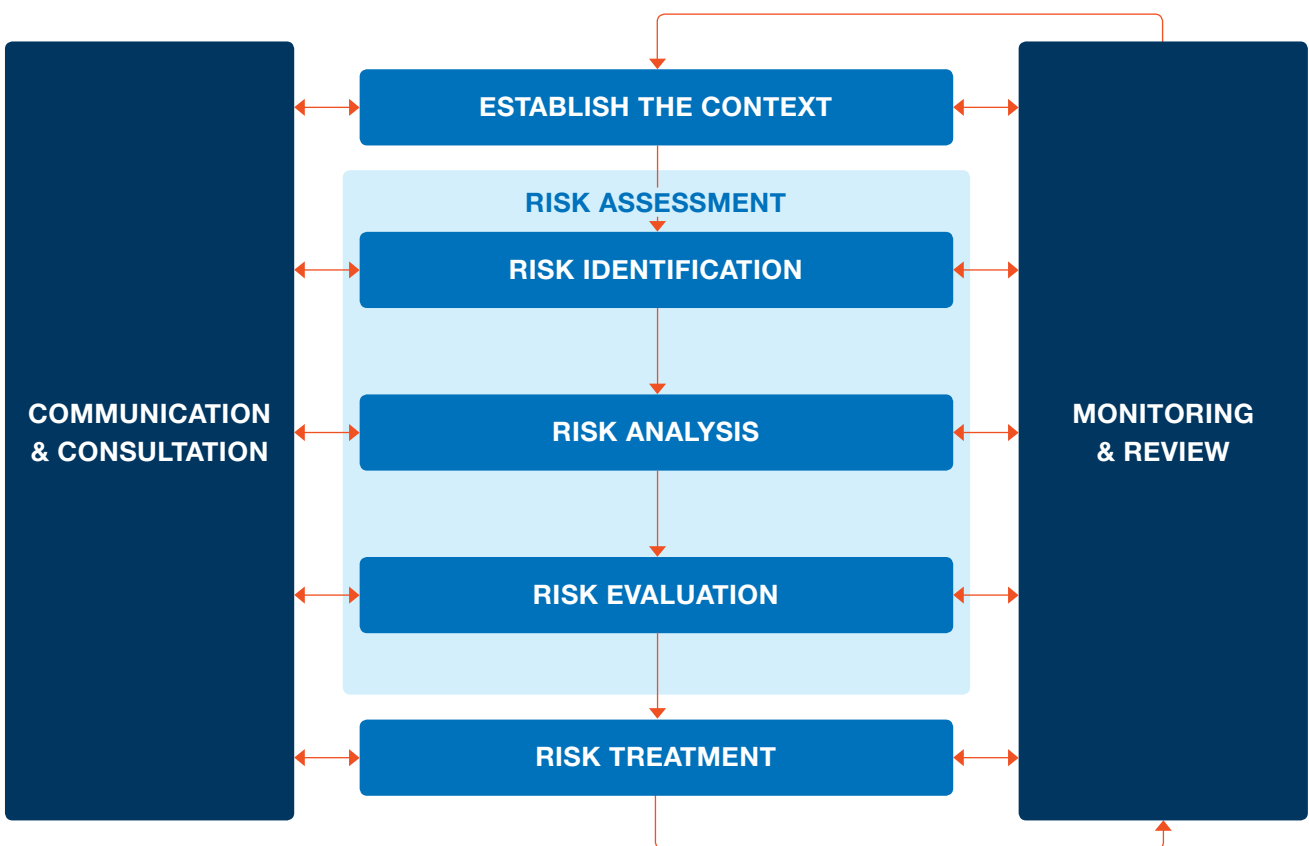 ESTABLISH THE CONTEXT
RISK ASSESSMENT
RISK IDENTIFICATION
COMMUNICATION
& CONSULTATION
RISK ANALYSIS
MONITORING
& REVIEW
RISK EVALUATION
RISK TREATMENT